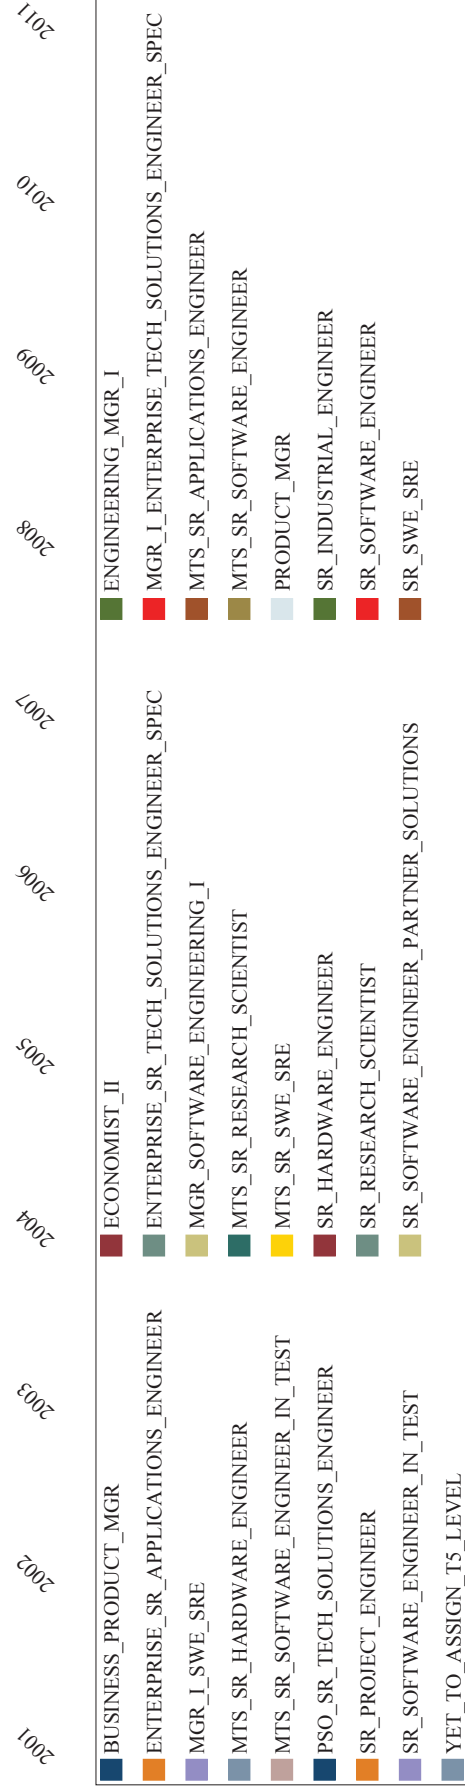 2001 2002 2003 2004 2005 2006 2007 2008 2009 2010 2011
BUSINESS_PRODUCT_MGR ECONOMIST_II ENGINEERING_MGR_I
ENTERPRISE_SR_APPLICATIONS_ENGINEER ENTERPRISE_SR_TECH_SOLUTIONS_ENGINEER_SPEC MGR_I_ENTERPRISE_TECH_SOLUTIONS_ENGINEER_SPEC
MGR_I_SWE_SRE MGR_SOFTWARE_ENGINEERING_I MTS_SR_APPLICATIONS_ENGINEER
MTS_SR_HARDWARE_ENGINEER MTS_SR_RESEARCH_SCIENTIST MTS_SR_SOFTWARE_ENGINEER
MTS_SR_SOFTWARE_ENGINEER_IN_TEST MTS_SR_SWE_SRE PRODUCT_MGR
PSO_SR_TECH_SOLUTIONS_ENGINEER SR_HARDWARE_ENGINEER SR_INDUSTRIAL_ENGINEER
SR_PROJECT_ENGINEER SR_RESEARCH_SCIENTIST SR_SOFTWARE_ENGINEER
SR_SOFTWARE_ENGINEER_IN_TEST SR_SOFTWARE_ENGINEER_PARTNER_SOLUTIONS SR_SWE_SRE
YET_TO_ASSIGN_T5_LEVEL